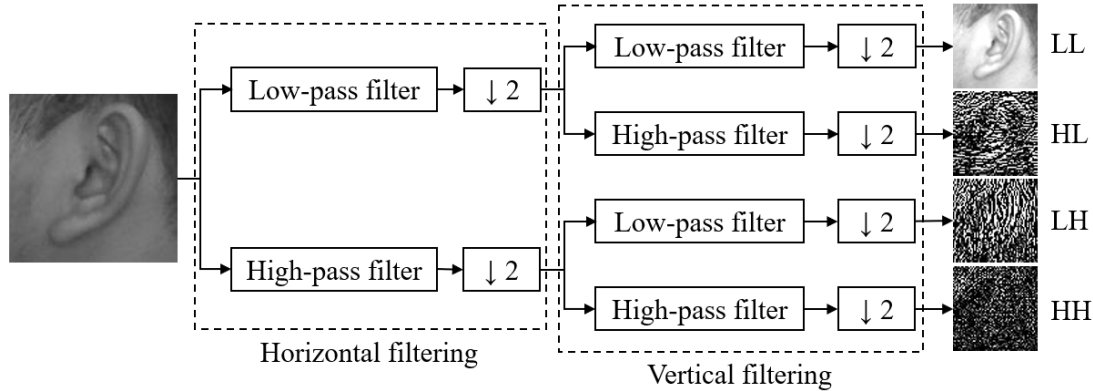 Low-pass filter
↓ 2
LL
Low-pass filter
↓ 2
High-pass filter
↓ 2
HL
Low-pass filter
↓ 2
LH
High-pass filter
↓ 2
High-pass filter
↓ 2
HH
Horizontal filtering
Vertical filtering